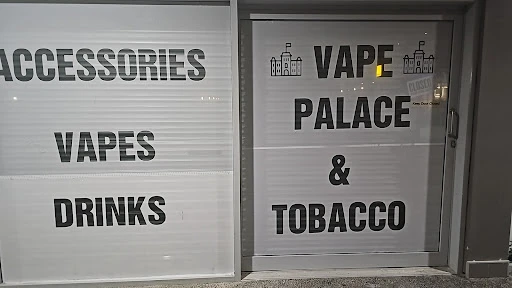 ACCESSORIES
VAPES
DRINKS
VAPE
PALACE
&
TOBACCO